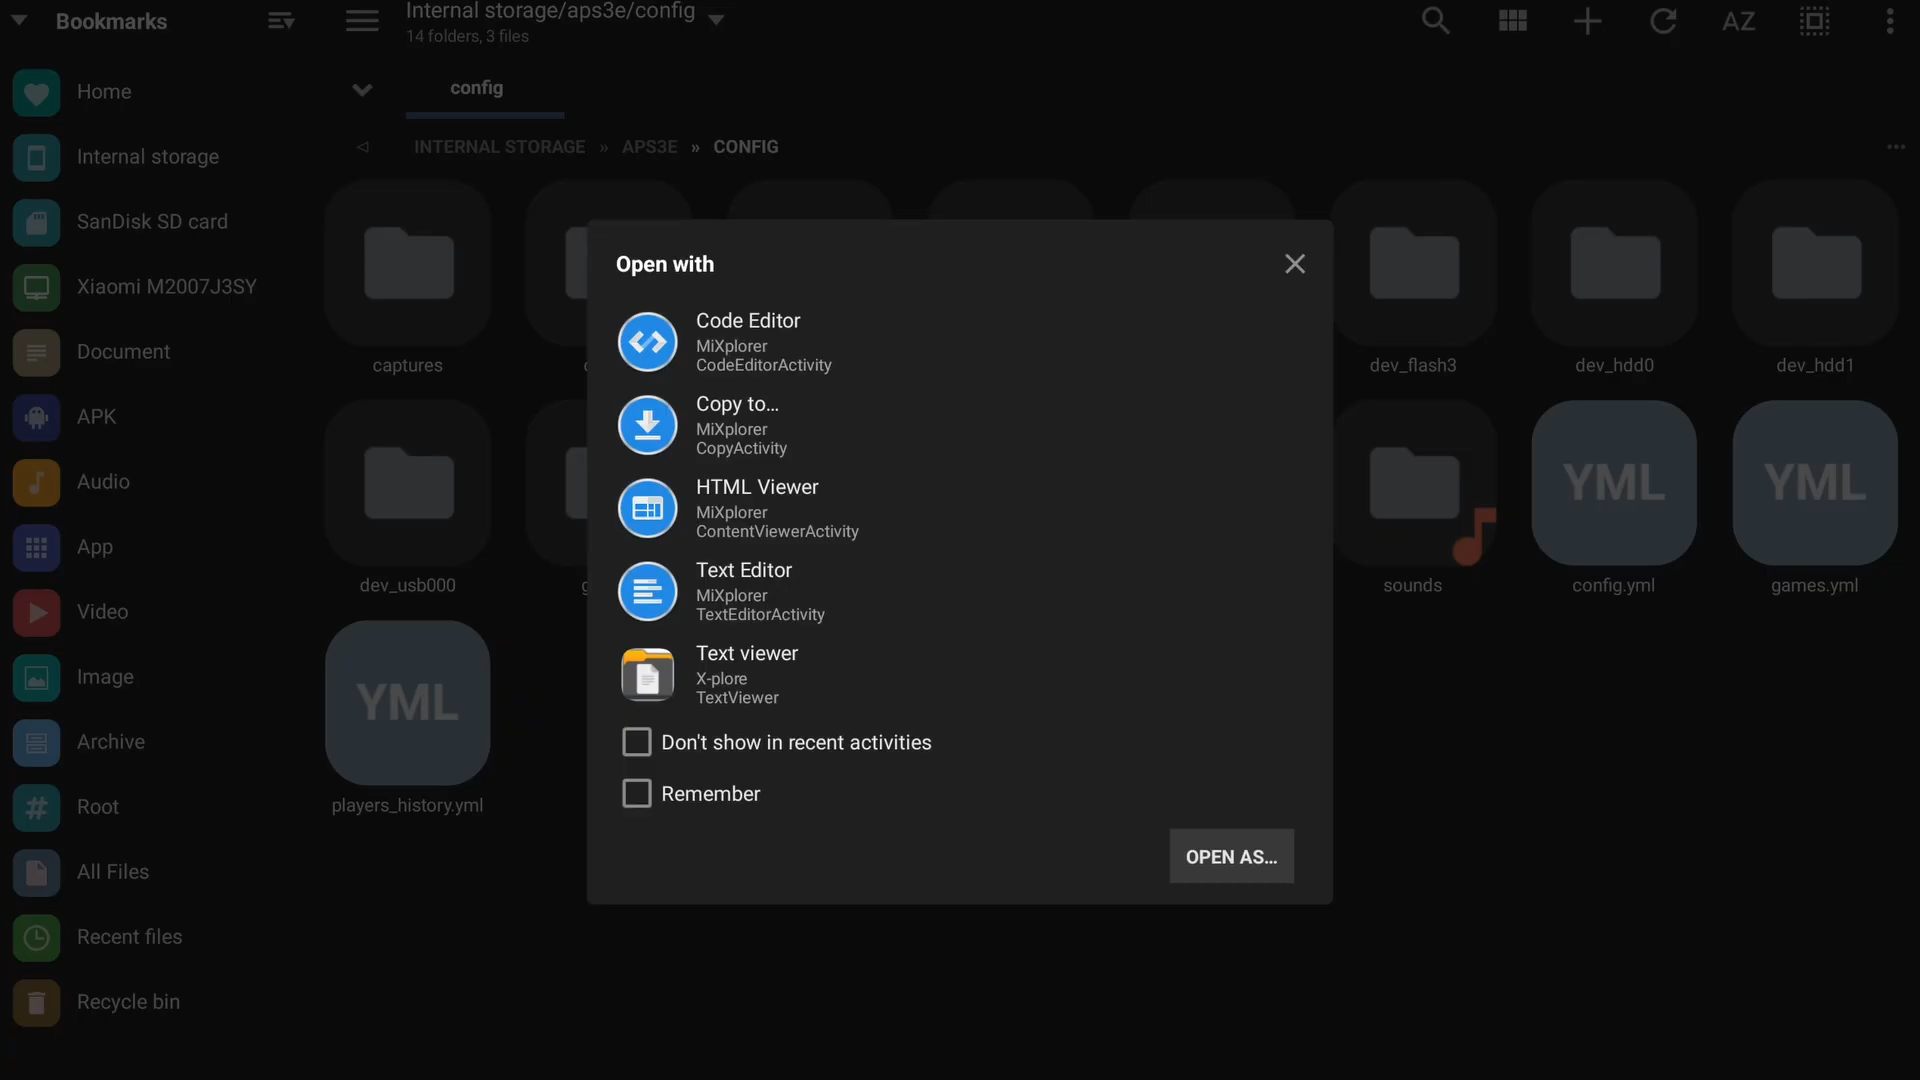 Bookmarks
Internal storage/aps3e/config
14 folders, 3 files
AZ
Home
Internal storage
SanDisk SD card
Xiaomi M2007J3SY
Document
APK
Audio
App
Video
Image
Archive
Root
All Files
Recent files
Recycle bin
config
INTERNAL STORAGE » APS3E » CONFIG
captures
dev_flash3
dev_hdd0
dev_hdd1
dev_usb000
sounds
YML
config.yml
YML
games.yml
YML
players_history.yml
Open with
Code Editor
MiXplorer
CodeEditorActivity
Copy to...
MiXplorer
CopyActivity
HTML Viewer
MiXplorer
ContentViewerActivity
Text Editor
MiXplorer
TextEditorActivity
Text viewer
X-plore
TextViewer
Don't show in recent activities
Remember
OPEN AS...